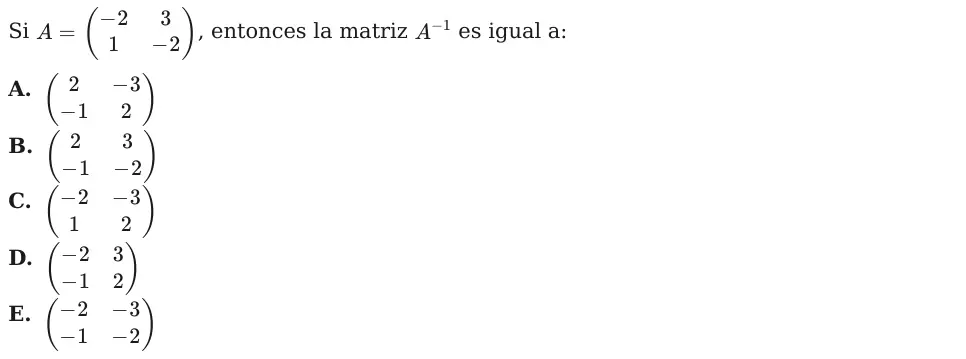 Si $A = \begin{pmatrix} -2 & 3 \\ 1 & -2 \end{pmatrix}$, entonces la matriz $A^{-1}$ es igual a:
A. $\begin{pmatrix} 2 & -3 \\ -1 & 2 \end{pmatrix}$
B. $\begin{pmatrix} 2 & 3 \\ -1 & -2 \end{pmatrix}$
C. $\begin{pmatrix} -2 & -3 \\ 1 & 2 \end{pmatrix}$
D. $\begin{pmatrix} -2 & 3 \\ -1 & 2 \end{pmatrix}$
E. $\begin{pmatrix} -2 & -3 \\ -1 & -2 \end{pmatrix}$